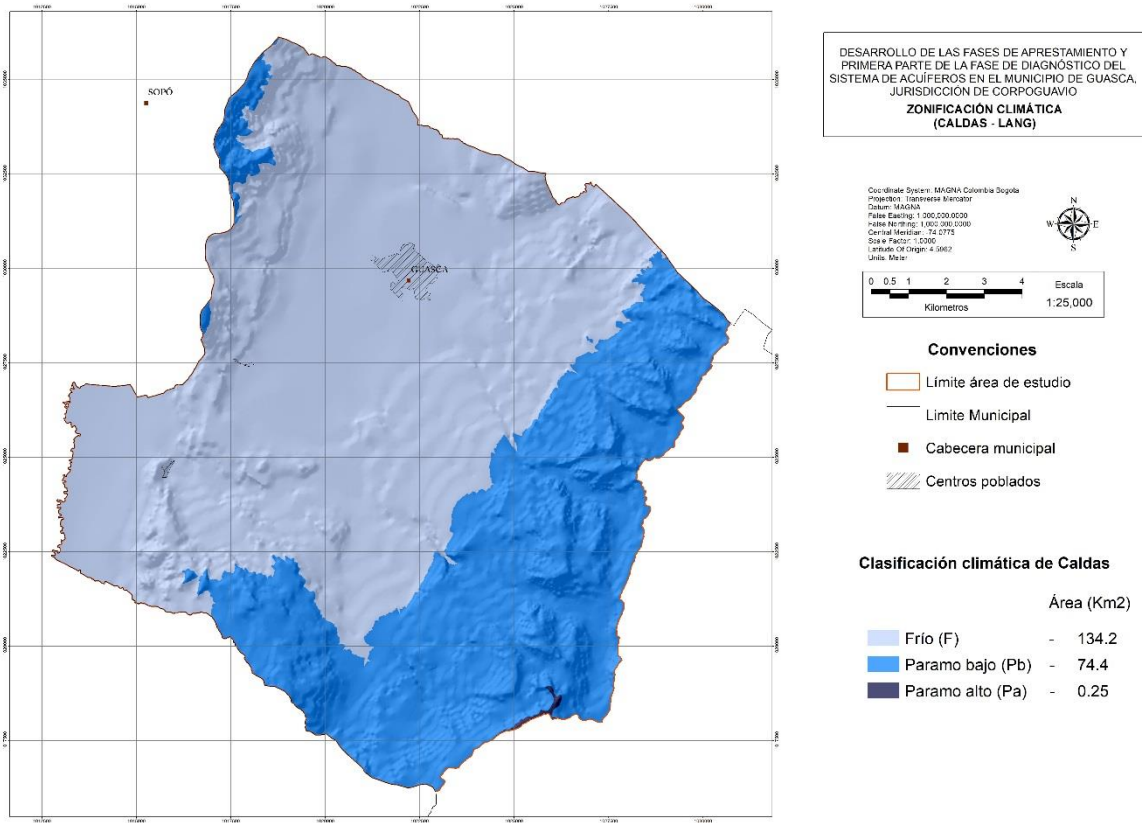 SOPÓ
GUASCA
DESARROLLO DE LAS FASES DE APRESTAMIENTO Y
PRIMERA PARTE DE LA FASE DE DIAGNÓSTICO DEL
SISTEMA DE ACUÍFEROS EN EL MUNICIPIO DE GUASCA,
JURISDICCIÓN DE CORPOGUAVIO
ZONIFICACIÓN CLIMÁTICA
(CALDAS - LANG)
Coordinate System: MAGNA Colombia Bogota
Projection: Transverse Mercator
Datum: MAGNA
False Easting: 1,000,000.0000
False Northing: 1,000,000.0000
Central Meridian: -74.0775
Scale Factor: 1.0000
Latitude Of Origin: 4.5962
Units: Meter
N
W E
S
0 0.5 1 2 3 4
Kilometros
Escala
1:25,000
Convenciones
Límite área de estudio
Limite Municipal
Cabecera municipal
Centros poblados
Clasificación climática de Caldas
Área (Km2)
Frío (F) - 134.2
Paramo bajo (Pb) - 74.4
Paramo alto (Pa) - 0.25